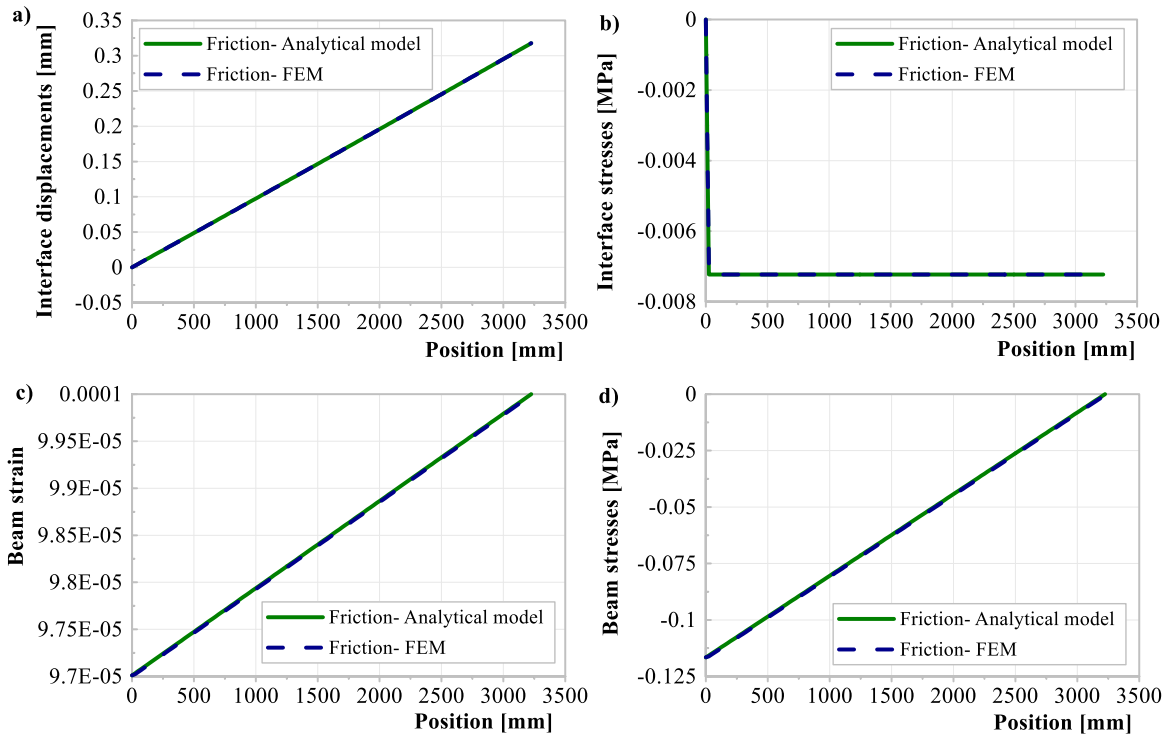 a)
Interface displacements [mm]
0.35
0.3
0.25
0.2
0.15
0.1
0.05
0
-0.05
Friction- Analytical model
Friction- FEM
0 500 1000 1500 2000 2500 3000 3500
Position [mm]
b)
Interface stresses [MPa]
0
-0.002
-0.004
-0.006
-0.008
Friction- Analytical model
Friction- FEM
0 500 1000 1500 2000 2500 3000 3500
Position [mm]
c)
Beam strain
0.0001
9.95E-05
9.9E-05
9.85E-05
9.8E-05
9.75E-05
9.7E-05
Friction- Analytical model
Friction- FEM
0 500 1000 1500 2000 2500 3000 3500
Position [mm]
d)
Beam stresses [MPa]
0
-0.025
-0.05
-0.075
-0.1
-0.125
Friction- Analytical model
Friction- FEM
0 500 1000 1500 2000 2500 3000 3500
Position [mm]